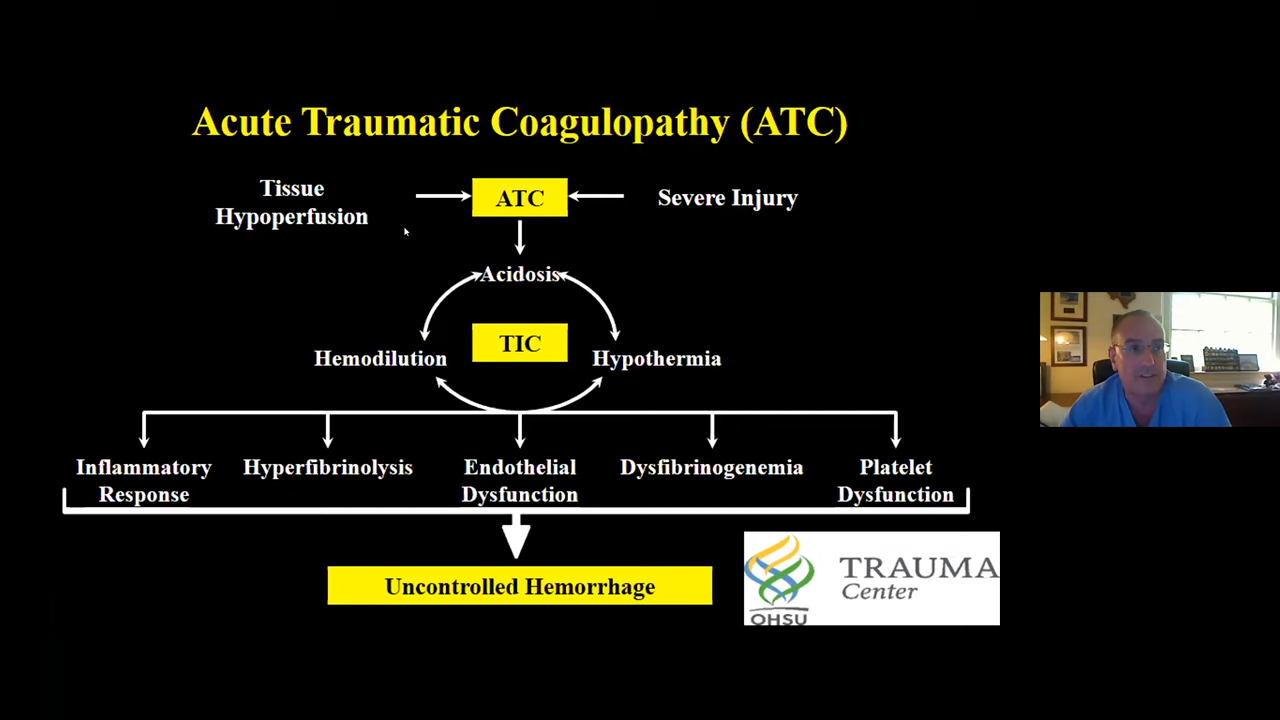 Acute Traumatic Coagulopathy (ATC)
Tissue
Hypoperfusion
ATC
Severe Injury
Acidosis
TIC
Hemodilution
Hypothermia
Inflammatory
Response
Hyperfibrinolysis
Endothelial
Dysfunction
Dysfibrinogenemia
Platelet
Dysfunction
Uncontrolled Hemorrhage
TRAUMA
Center
OHSU